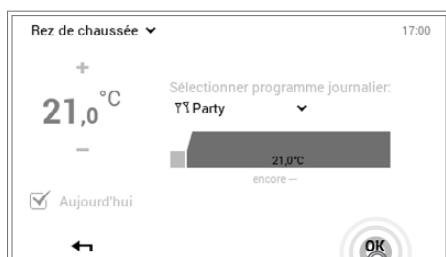 Rez de chaussée
17:00
+
21,0°C
−
Sélectionner programme journalier:
Party
21,0°C
encore --
Aujourd'hui
OK